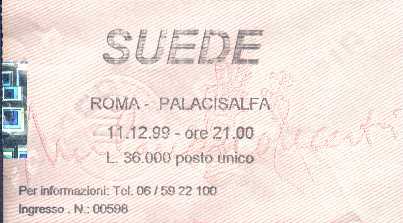 SUEDE
ROMA - PALACISALFA
11.12.99 - ore 21.00
L. 36.000 posto unico
Per informazioni: Tel. 06 / 59 22 100
Ingresso . N.: 00598